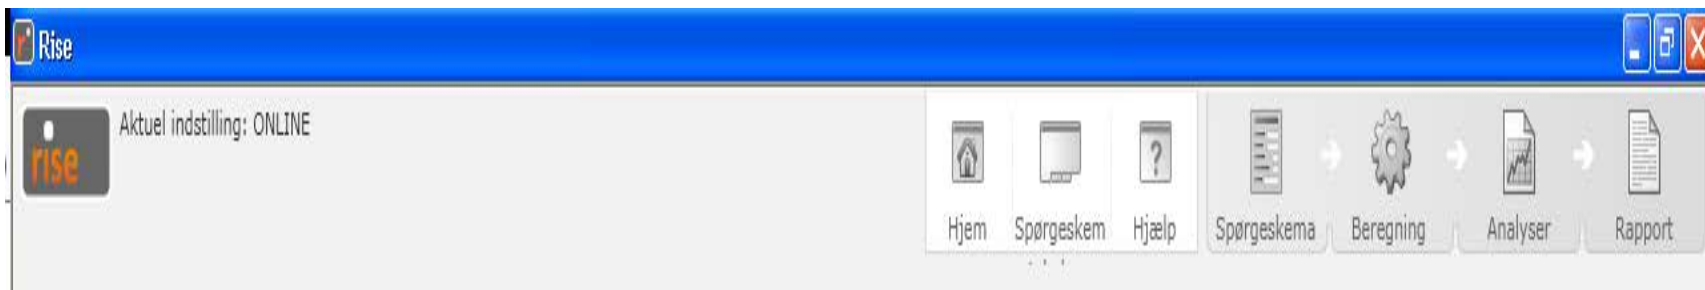 Rise
rise
Aktuel indstilling: ONLINE
Hjem
Spørgeskem
Hjælp
Spørgeskema
Beregning
Analyser
Rapport